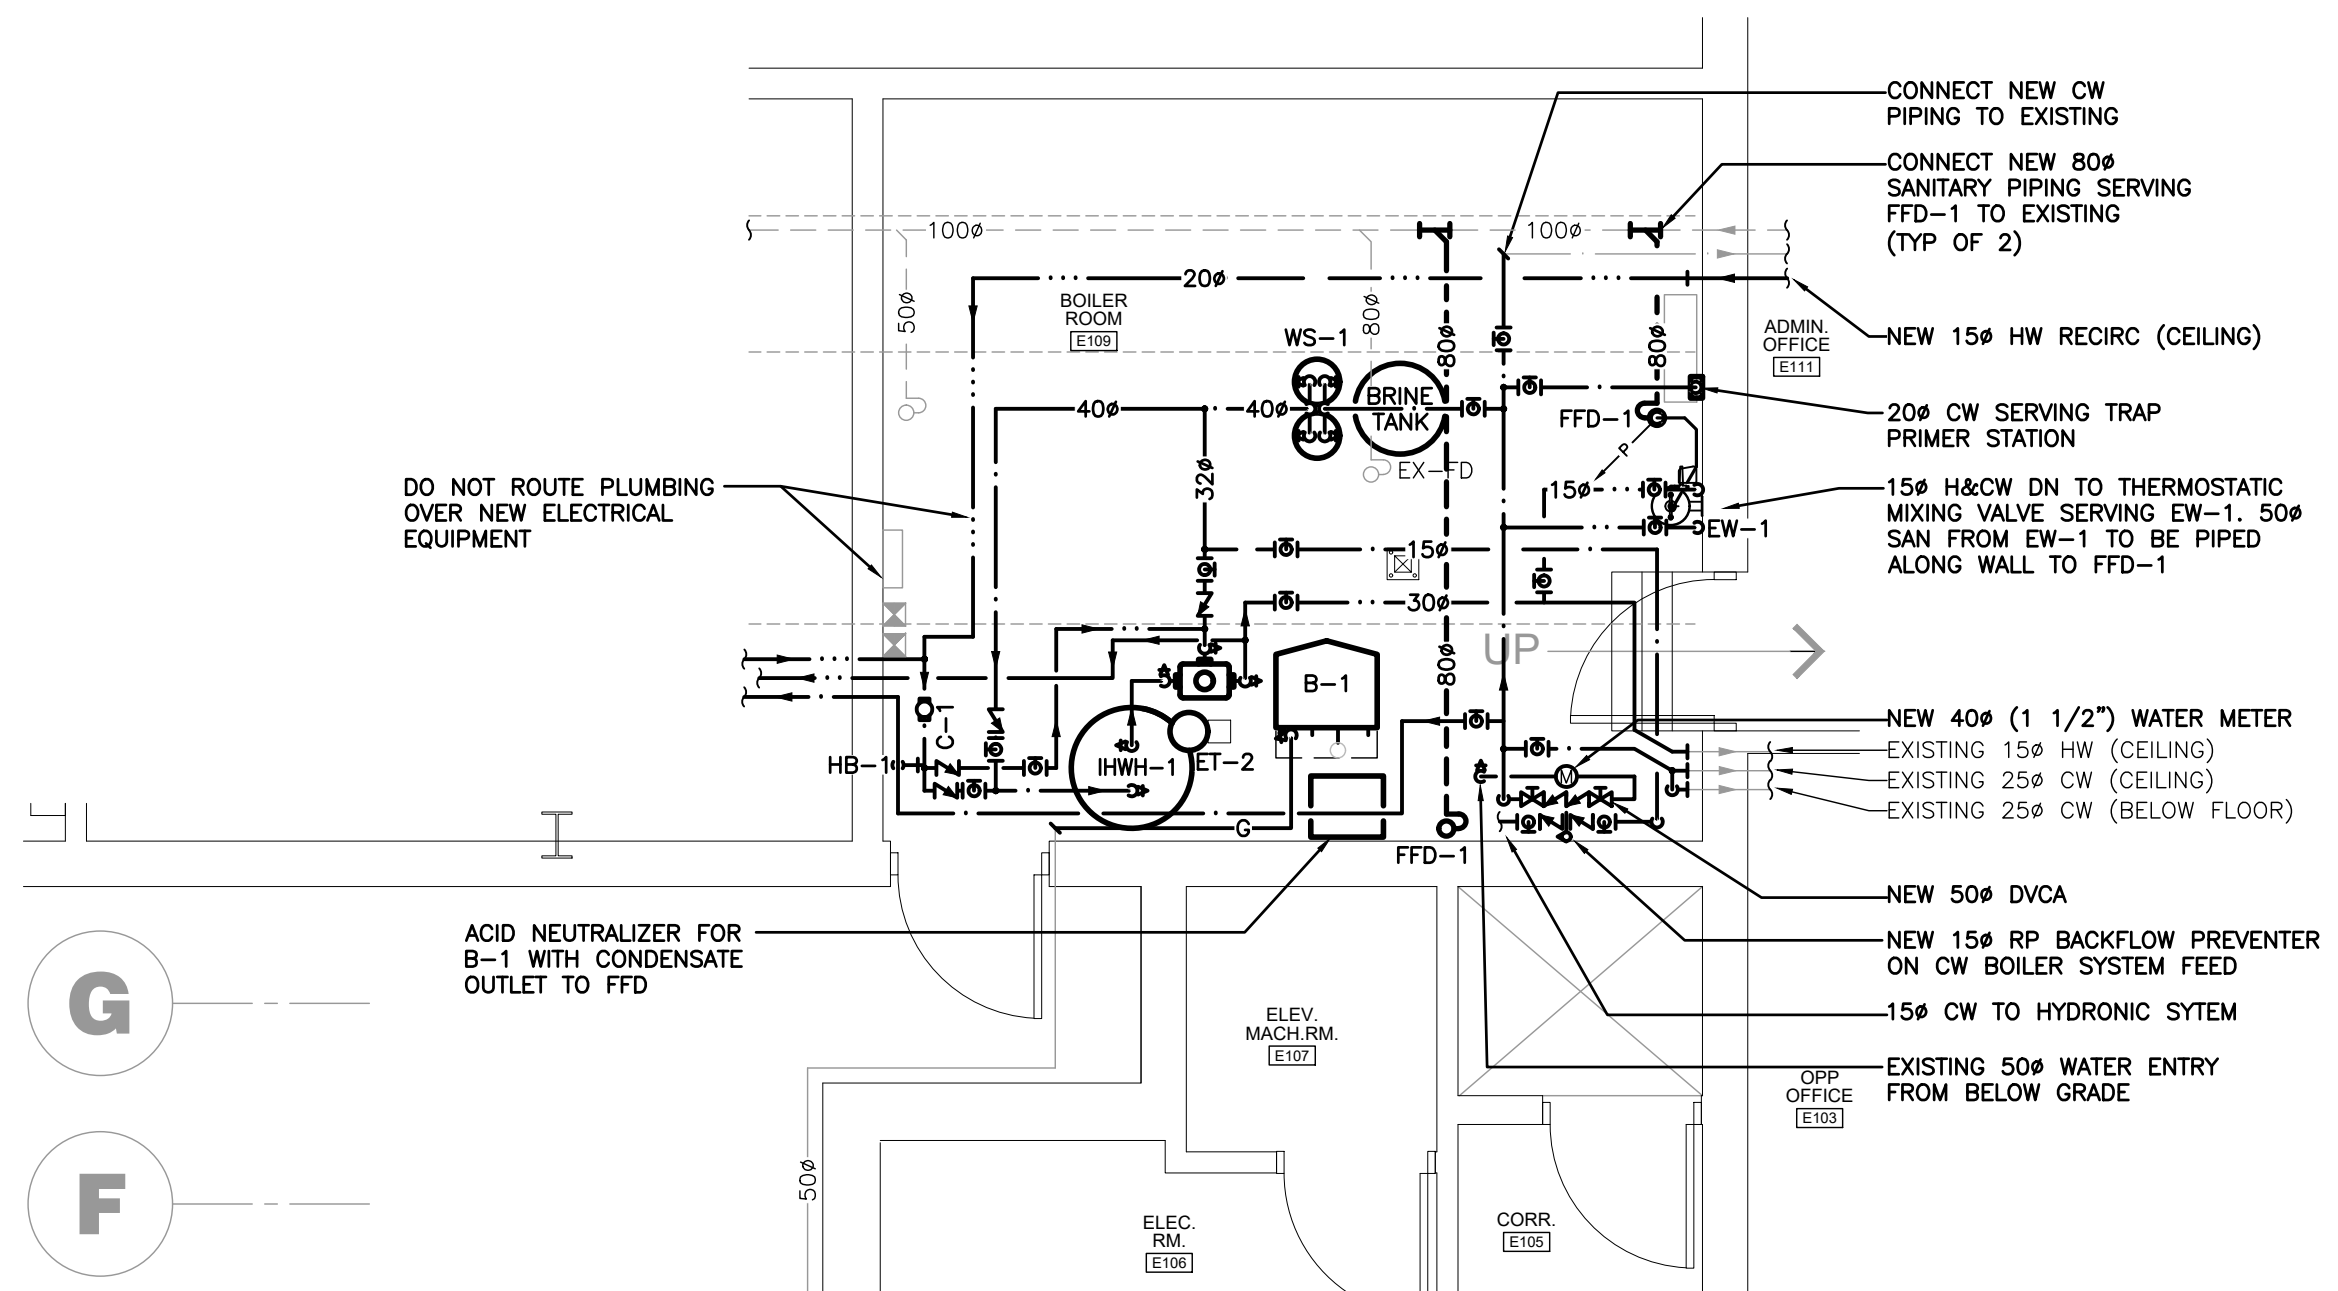 CONNECT NEW CW
PIPING TO EXISTING
CONNECT NEW 80ø
SANITARY PIPING SERVING
FFD-1 TO EXISTING
(TYP OF 2)
100ø
100ø
20ø
50ø
BOILER
ROOM
E109
80ø
80ø
80ø
WS-1
ADMIN.
OFFICE
E111
NEW 15ø HW RECIRC (CEILING)
40ø
40ø
BRINE
TANK
FFD-1
20ø CW SERVING TRAP
PRIMER STATION
P
32ø
EX-FD
15ø
DO NOT ROUTE PLUMBING
OVER NEW ELECTRICAL
EQUIPMENT
15ø H&CW DN TO THERMOSTATIC
MIXING VALVE SERVING EW-1. 50ø
SAN FROM EW-1 TO BE PIPED
ALONG WALL TO FFD-1
EW-1
15ø
30ø
UP
80ø
B-1
C-1
HB-1
IHWH-1
ET-2
M
NEW 40ø (1 1/2") WATER METER
EXISTING 15ø HW (CEILING)
EXISTING 25ø CW (CEILING)
EXISTING 25ø CW (BELOW FLOOR)
G
FFD-1
NEW 50ø DVCA
ACID NEUTRALIZER FOR
B-1 WITH CONDENSATE
OUTLET TO FFD
NEW 15ø RP BACKFLOW PREVENTER
ON CW BOILER SYSTEM FEED
15ø CW TO HYDRONIC SYTEM
G
ELEV.
MACH.RM.
E107
EXISTING 50ø WATER ENTRY
FROM BELOW GRADE
OPP
OFFICE
E103
50ø
F
ELEC.
RM.
E106
CORR.
E105